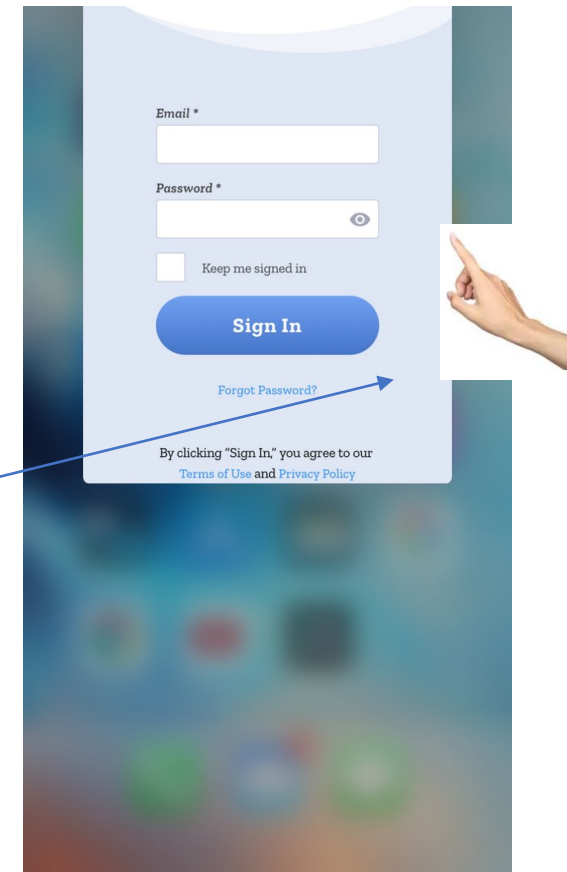 Email *
Password *
Keep me signed in
Sign In
Forgot Password?
By clicking “Sign In,” you agree to our
Terms of Use and Privacy Policy